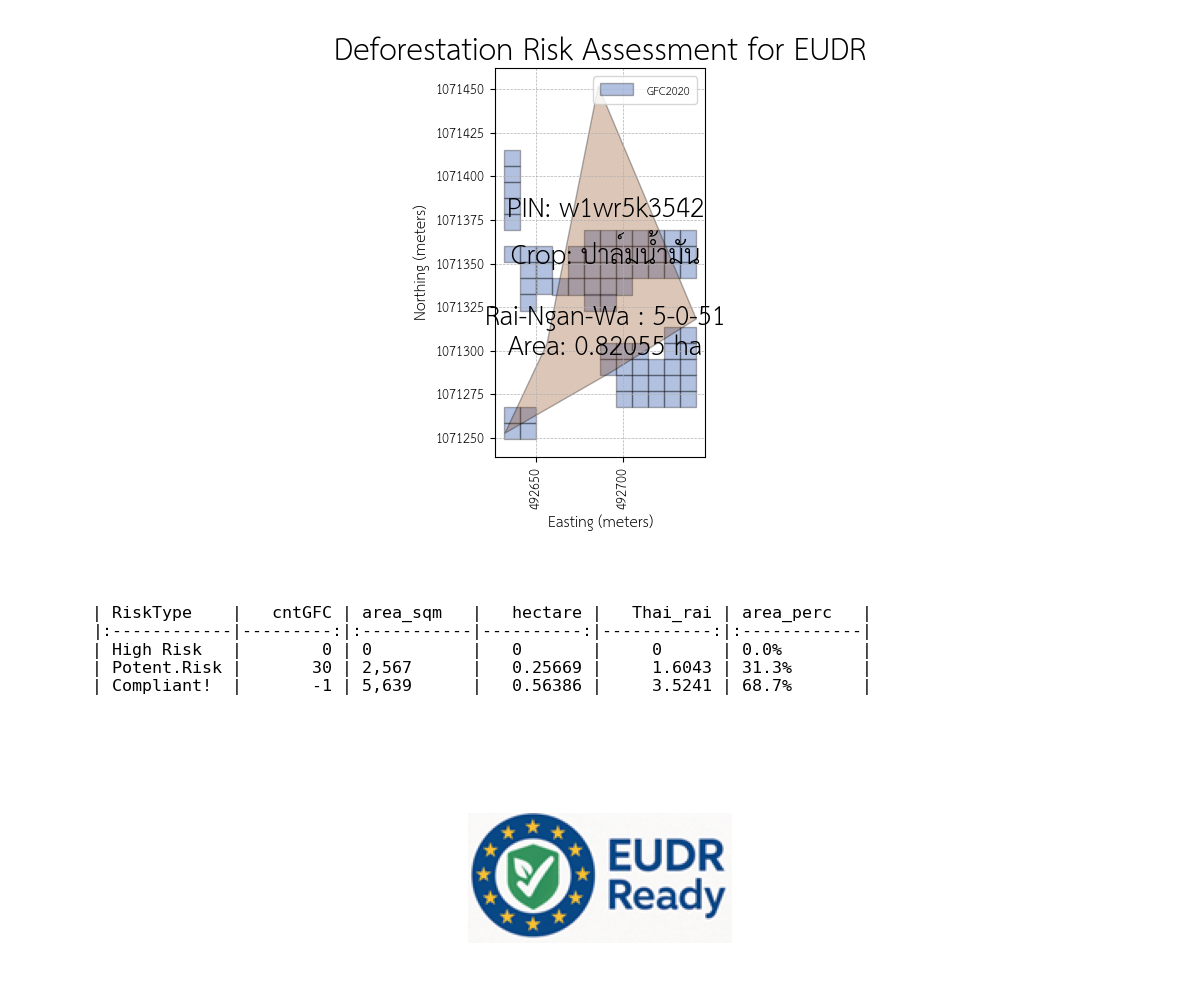 Deforestation Risk Assessment for EUDR
GFC2020
1071450
1071425
1071400
1071375
1071350
1071325
1071300
1071275
1071250
Northing (meters)
PIN: w1wr5k3542
Crop: ปาล์มน้ำมัน
Rai-Ngan-Wa : 5-0-51
Area: 0.82055 ha
492650
492700
Easting (meters)
| RiskType    |   cntGFC | area_sqm   |   hectare |   Thai_rai | area_perc   |
|:------------|---------:|:-----------|----------:|-----------:|:------------|
| High Risk   |        0 | 0          |   0       |     0      | 0.0%        |
| Potent.Risk |       30 | 2,567      |   0.25669 |     1.6043 | 31.3%       |
| Compliant!  |       -1 | 5,639      |   0.56386 |     3.5241 | 68.7%       |
EUDR
Ready